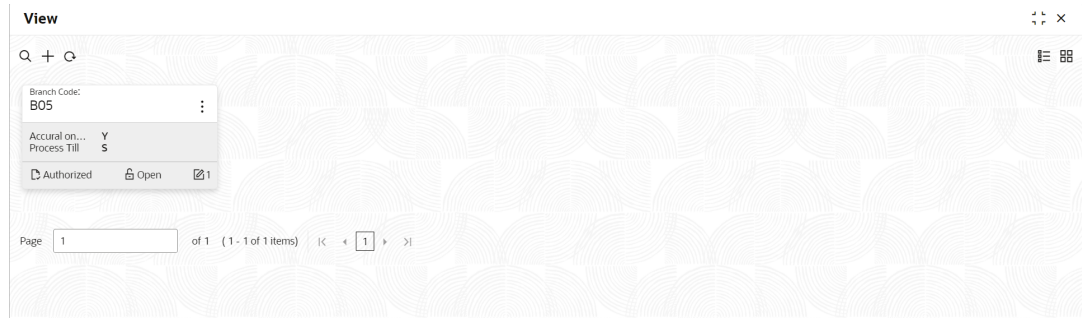 View
Branch Code:
B05
Accural on... Y
Process Till S
Authorized Open 1
Page 1 of 1 ( 1 - 1 of 1 items) 1